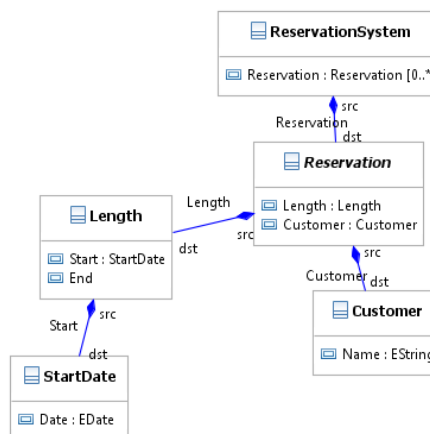 ReservationSystem
Reservation : Reservation [0..*
src
Reservation
dst
Reservation
Length : Length
Customer : Customer
Length
src
dst
Length
Start : StartDate
End
src
Customer
dst
Customer
Name : EString
src
Start
dst
StartDate
Date : EDate